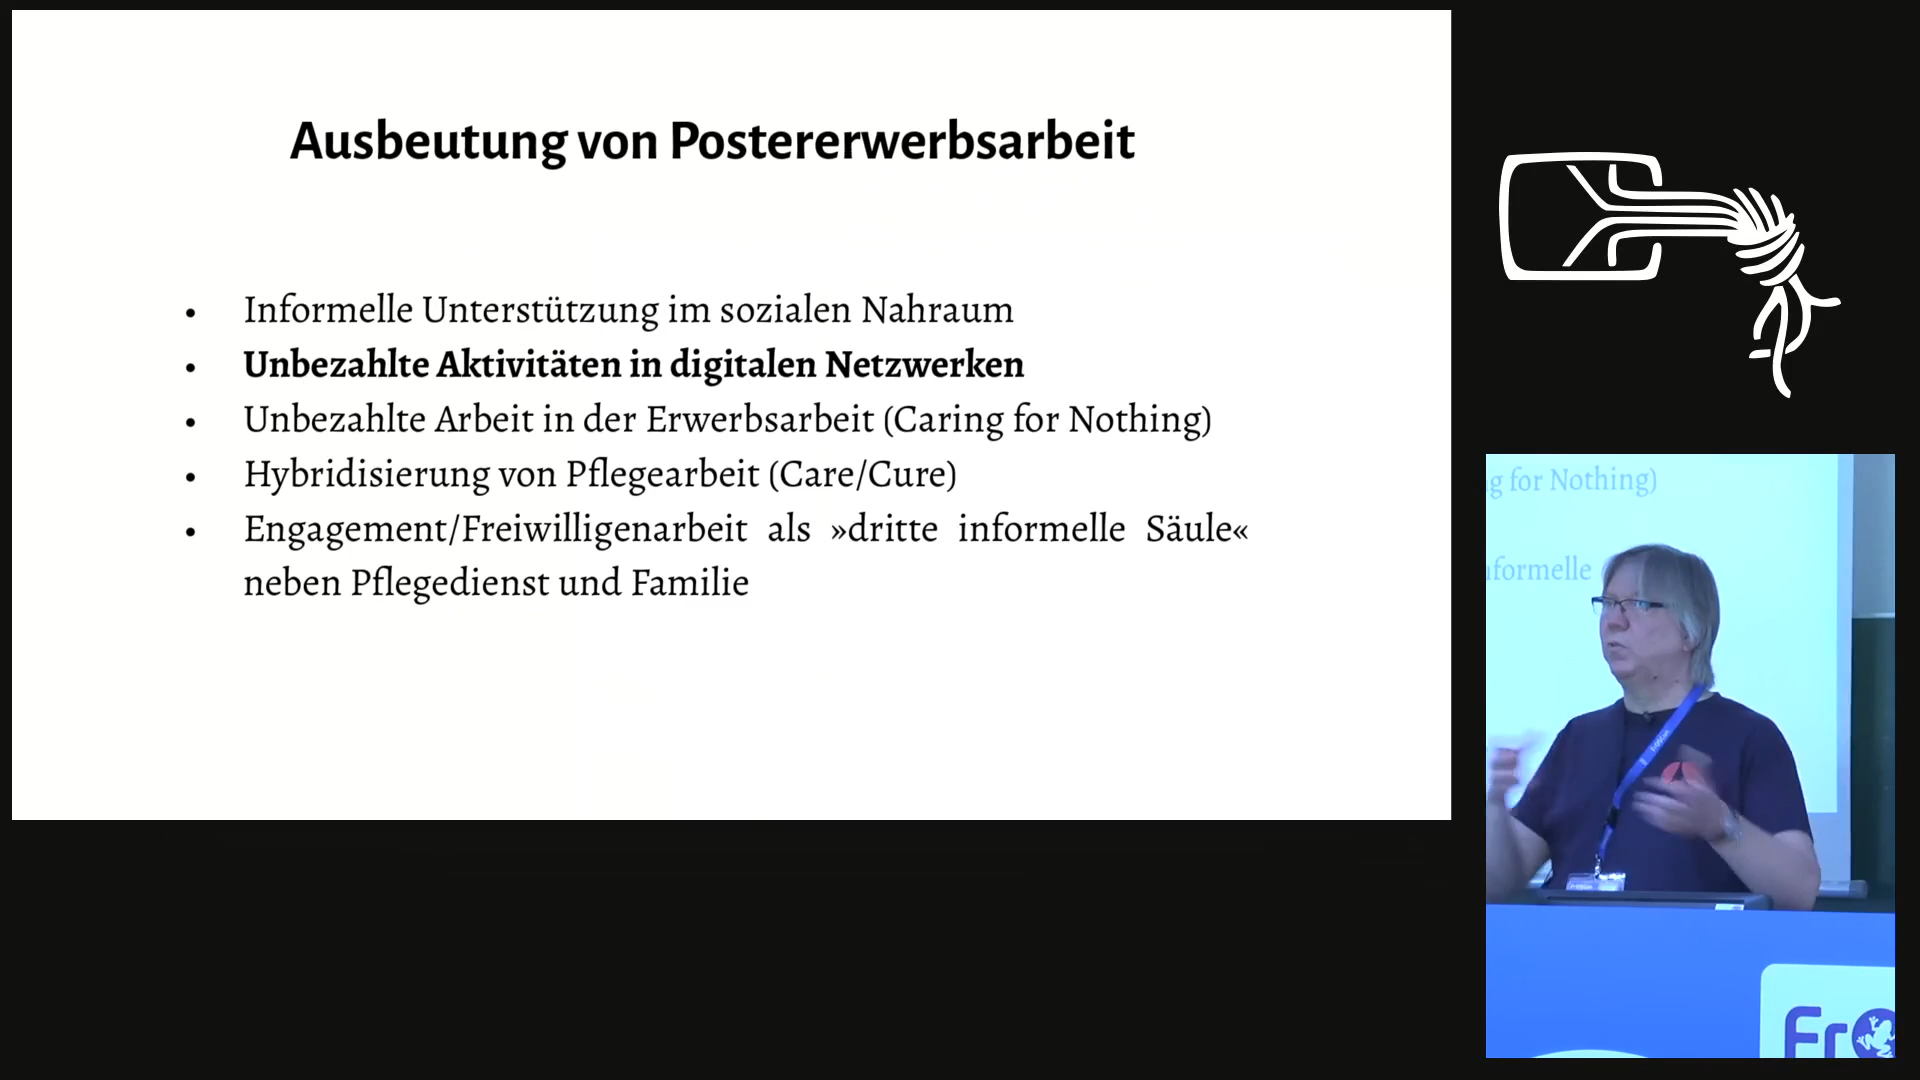 Ausbeutung von Postererwerbsarbeit
• Informelle Unterstützung im sozialen Nahraum
• Unbezahlte Aktivitäten in digitalen Netzwerken
• Unbezahlte Arbeit in der Erwerbsarbeit (Caring for Nothing)
• Hybridisierung von Pflegearbeit (Care/Cure)
• Engagement/Freiwilligenarbeit als »dritte informelle Säule«
neben Pflegedienst und Familie
g for Nothing)
nformelle
Fr